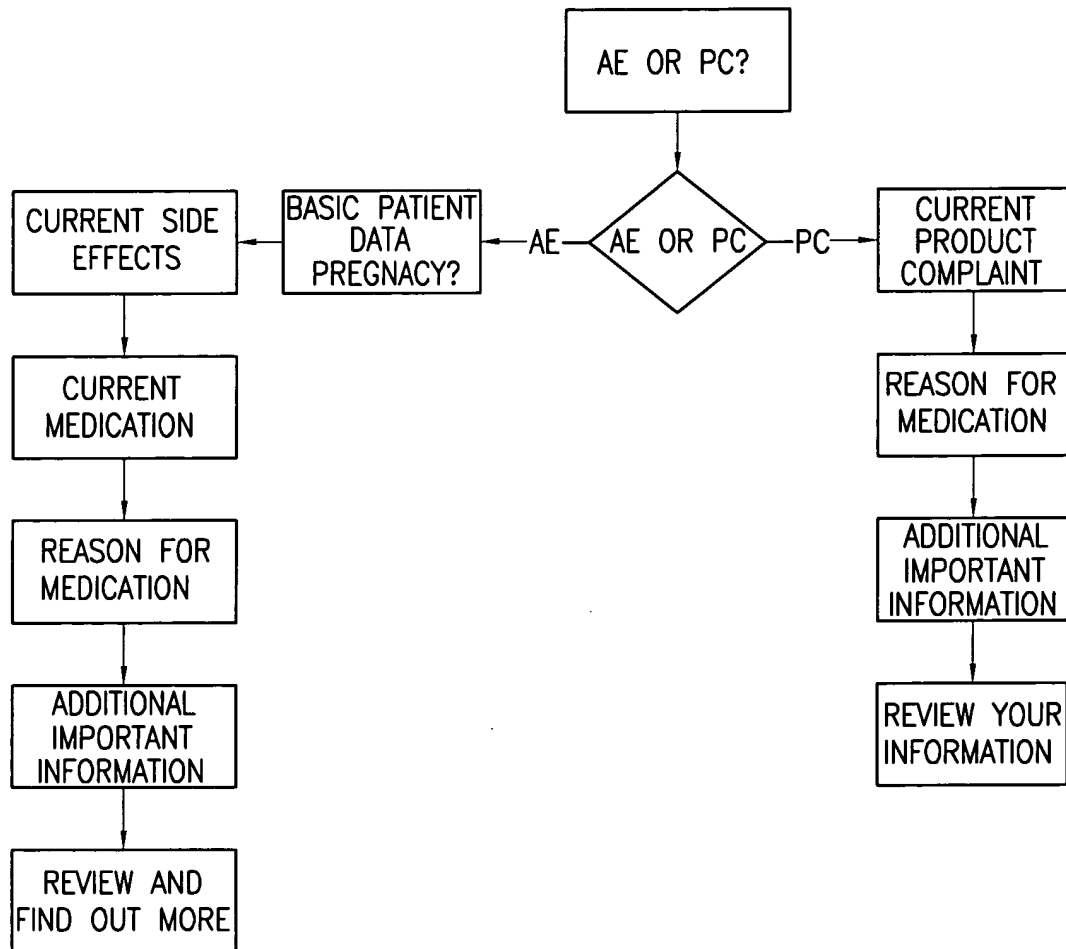 AE OR PC?
AE OR PC
AE
BASIC PATIENT
DATA
PREGNACY?
CURRENT SIDE
EFFECTS
CURRENT
MEDICATION
REASON FOR
MEDICATION
ADDITIONAL
IMPORTANT
INFORMATION
REVIEW AND
FIND OUT MORE
PC
CURRENT
PRODUCT
COMPLAINT
REASON FOR
MEDICATION
ADDITIONAL
IMPORTANT
INFORMATION
REVIEW YOUR
INFORMATION